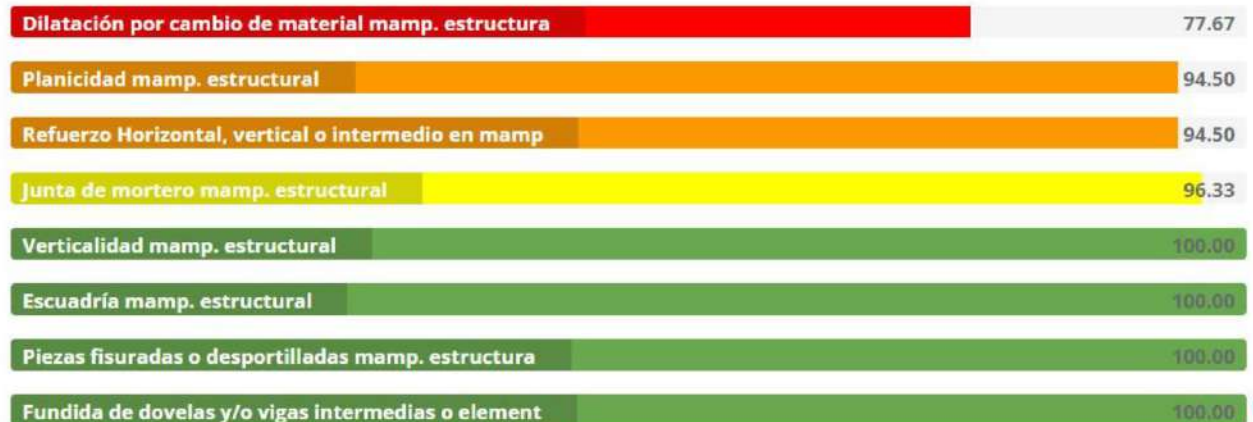 Dilatación por cambio de material mamp. estructura 77.67
Planicidad mamp. estructural 94.50
Refuerzo Horizontal, vertical o intermedio en mamp 94.50
Junta de mortero mamp. estructural 96.33
Verticalidad mamp. estructural 100.00
Escuadría mamp. estructural 100.00
Piezas fisuradas o desportilladas mamp. estructura 100.00
Fundida de dovelas y/o vigas intermedias o element 100.00